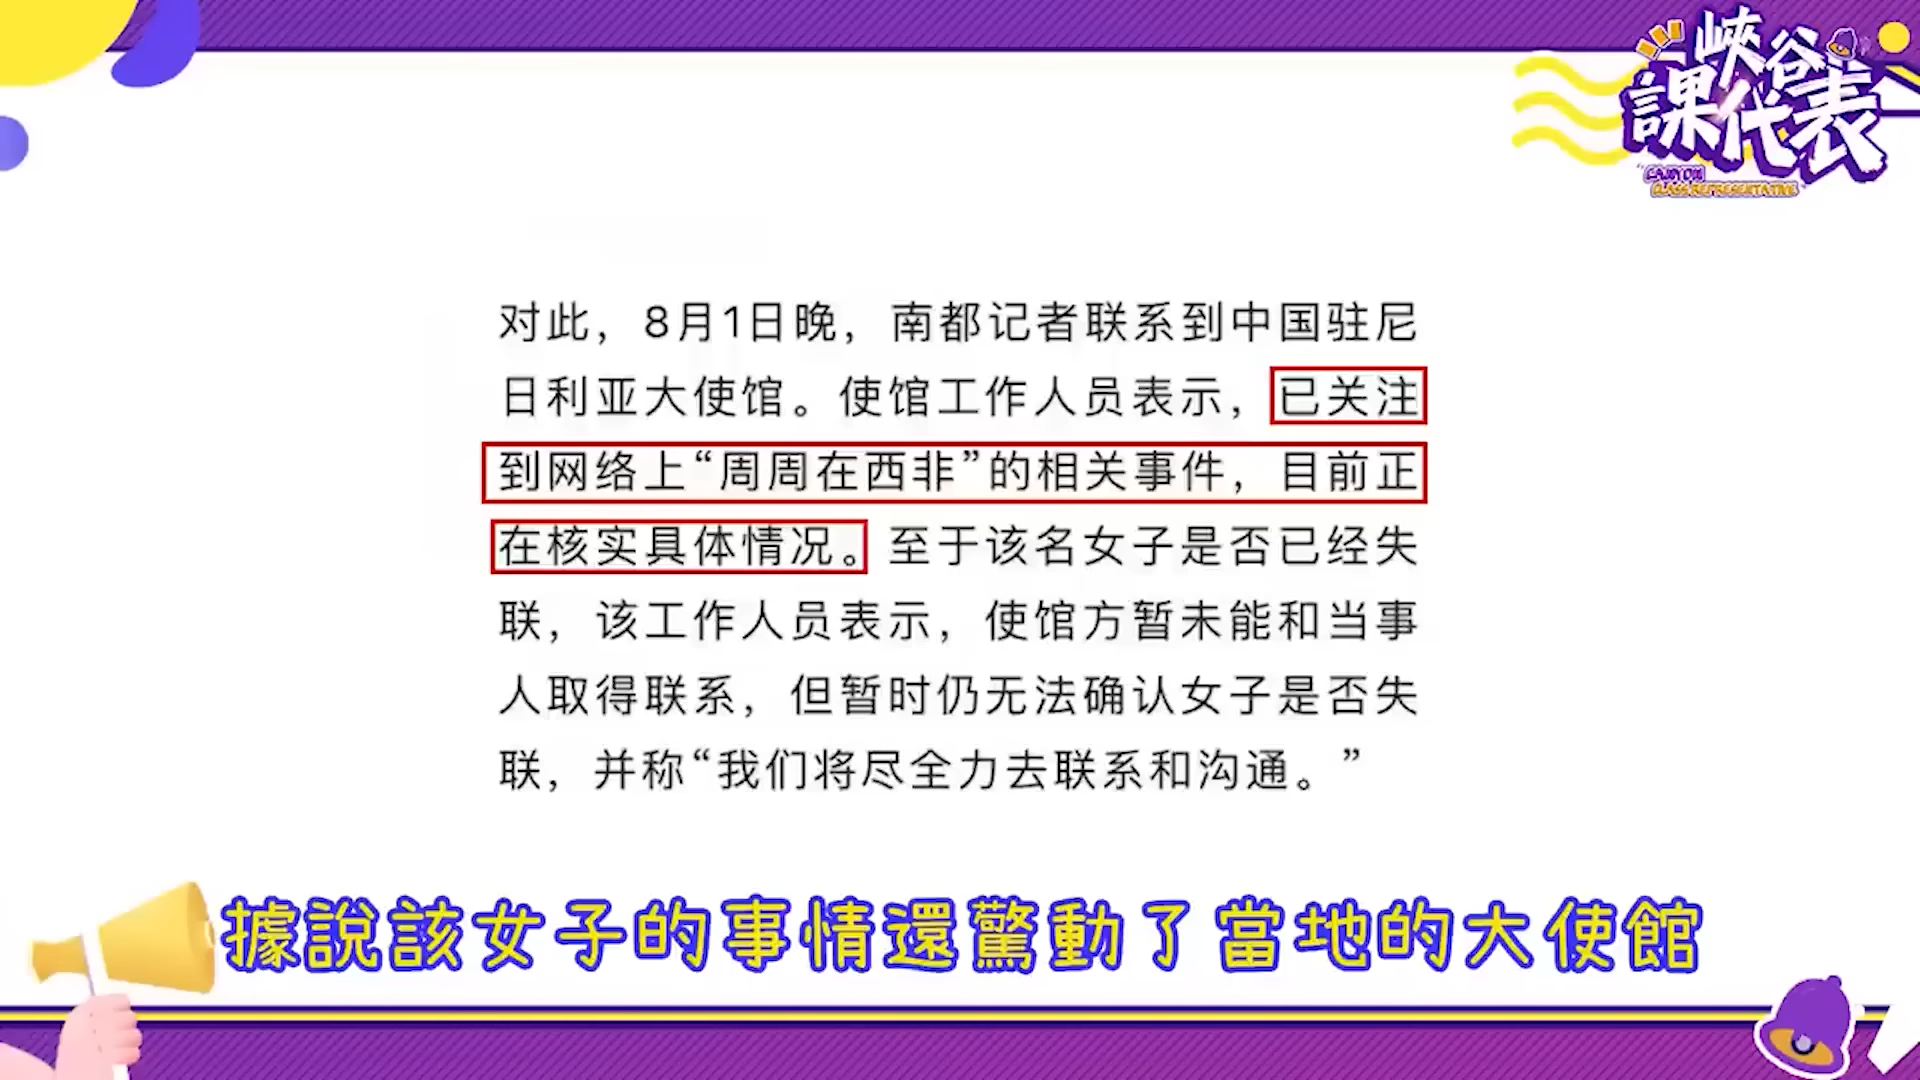 峽谷
課代表
CANYON
CLASS REPRESENTATIVE
对此，8月1日晚，南都记者联系到中国驻尼
日利亚大使馆。使馆工作人员表示，已关注
到网络上“周周在西非”的相关事件，目前正
在核实具体情况。至于该名女子是否已经失
联，该工作人员表示，使馆方暂未能和当事
人取得联系，但暂时仍无法确认女子是否失
联，并称“我们将尽全力去联系和沟通。”
據說該女子的事情還驚動了當地的大使館